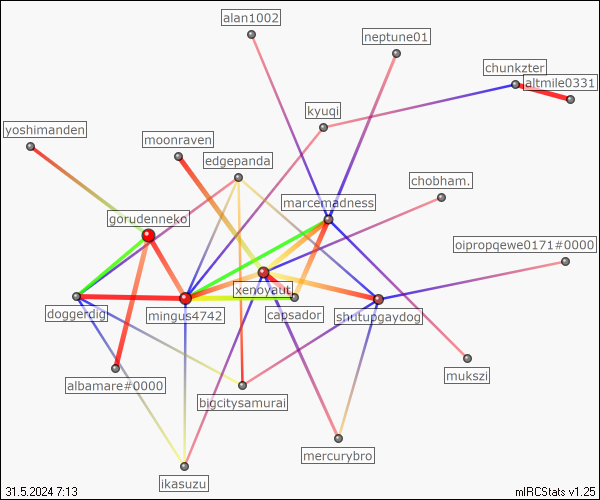 alan1002
neptune01
chunkzter
altmile0331
kyuqi
yoshimanden
moonraven
edgepanda
chobham.
marcemadness
gorudenneko
oipropqewe0171#0000
xenoyaut
doggerdig
mingus4742
capsador
shutupgaydog
mukszi
albamare#0000
bigcitysamurai
mercurybro
ikasuzu
31.5.2024 7:13
mIRCStats v1.25